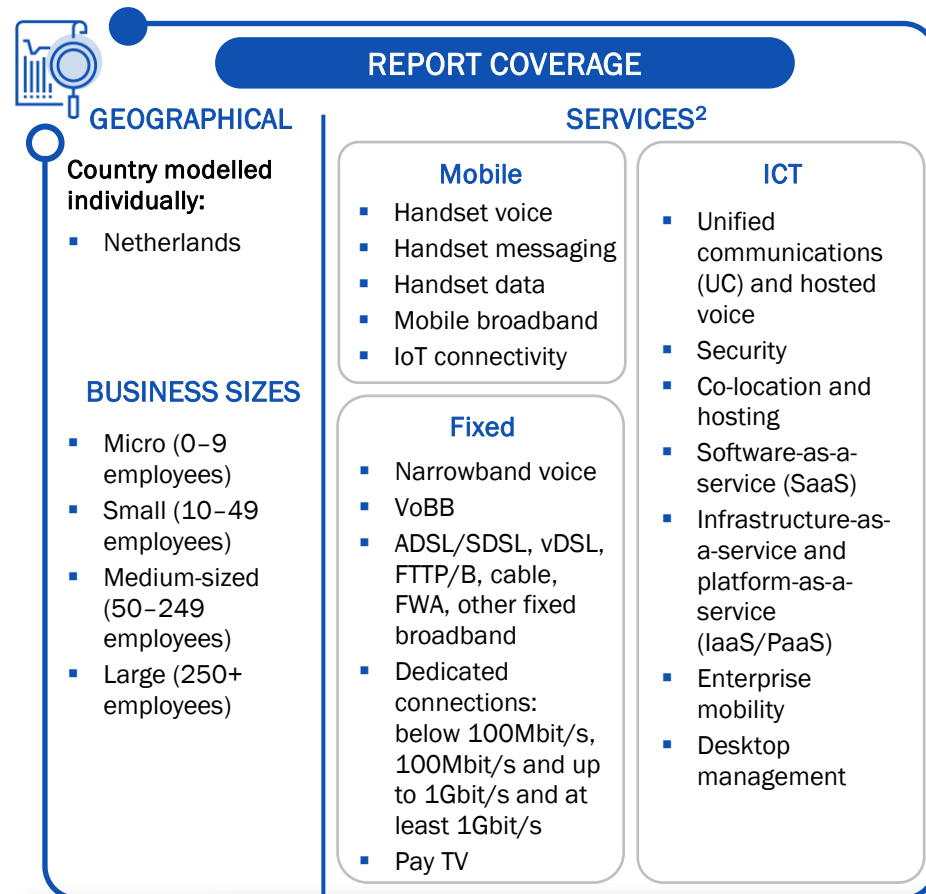 REPORT COVERAGE
GEOGRAPHICAL
Country modelled
individually:
▪ Netherlands
BUSINESS SIZES
▪ Micro (0–9
employees)
▪ Small (10–49
employees)
▪ Medium-sized
(50–249
employees)
▪ Large (250+
employees)
SERVICES²
Mobile
▪ Handset voice
▪ Handset messaging
▪ Handset data
▪ Mobile broadband
▪ IoT connectivity
Fixed
▪ Narrowband voice
▪ VoBB
▪ ADSL/SDSL, vDSL,
FTTP/B, cable,
FWA, other fixed
broadband
▪ Dedicated
connections:
below 100Mbit/s,
100Mbit/s and up
to 1Gbit/s and at
least 1Gbit/s
▪ Pay TV
ICT
▪ Unified
communications
(UC) and hosted
voice
▪ Security
▪ Co-location and
hosting
▪ Software-as-a-
service (SaaS)
▪ Infrastructure-as-
a-service and
platform-as-a-
service
(IaaS/PaaS)
▪ Enterprise
mobility
▪ Desktop
management